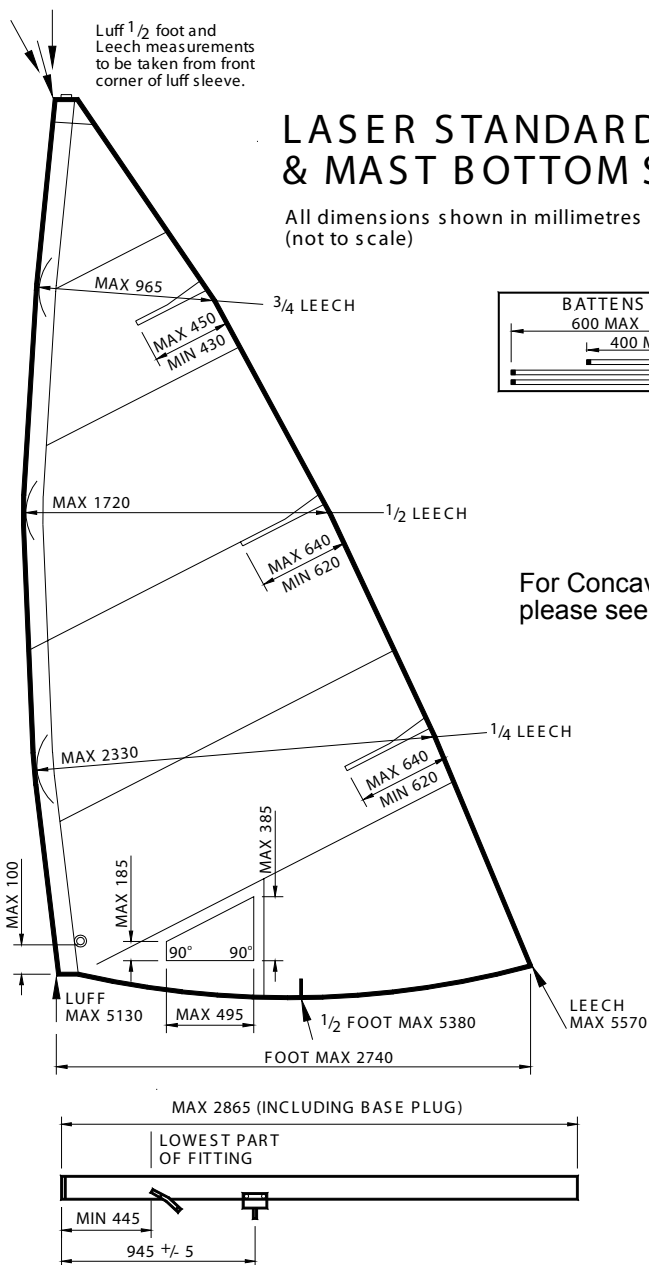 Luff 1/2 foot and
Leech measurements
to be taken from front
corner of luff sleeve.
LASER STANDARD
& MAST BOTTOM S
All dimensions shown in millimetres
(not to scale)
BATTENS
600 MAX
400 M
MAX 965
3/4 LEECH
MAX 450
MIN 430
MAX 1720
1/2 LEECH
MAX 640
MIN 620
For Concav
please see
MAX 2330
1/4 LEECH
MAX 640
MIN 620
MAX 385
MAX 185
MAX 100
90°
90°
LUFF
MAX 5130
MAX 495
1/2 FOOT MAX 5380
LEECH
MAX 5570
FOOT MAX 2740
MAX 2865 (INCLUDING BASE PLUG)
LOWEST PART
OF FITTING
MIN 445
945 +/- 5